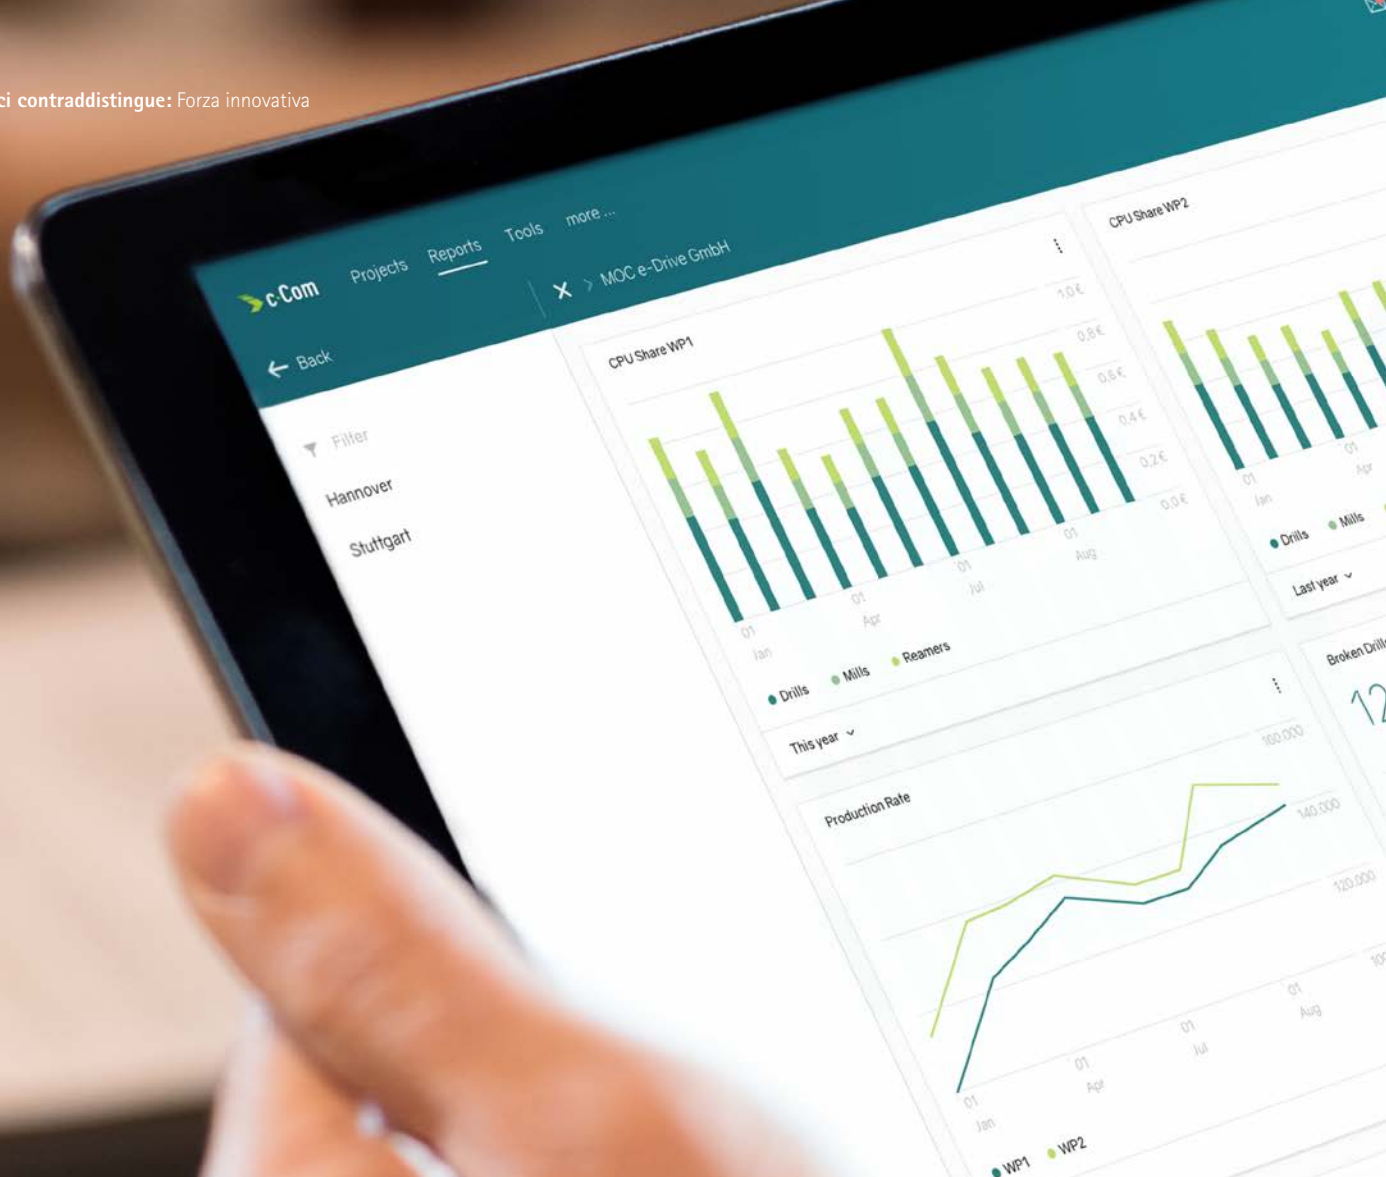 ci contraddistingue: Forza innovativa
c-Com
Projects
Reports
Tools
more ...
Back
MOC e-Drive GmbH
Filter
Hannover
Stuttgart
CPU Share WP1
1.0 €
0.8 €
0,6 €
0.4 €
0,2 €
0,0 €
01
Jan
01
Apr
01
Jul
01
Aug
Drills
Mills
Reamers
This year
CPU Share WP2
01
Jan
01
Apr
Drills
Mills
Last year
Production Rate
160.000
140.000
120.000
01
Jan
01
Apr
01
Jul
01
Aug
WP1
WP2
Broken Drills